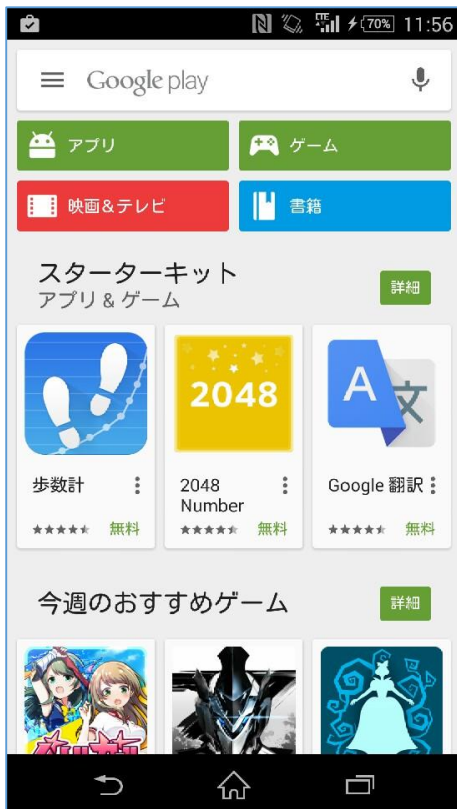 LTE 70% 11:56
Google play
アプリ
ゲーム
映画&テレビ
書籍
スターターキット
アプリ & ゲーム
詳細
2048
A 文
歩数計
2048
Number
Google 翻訳
無料
無料
無料
今週のおすすめゲーム
詳細